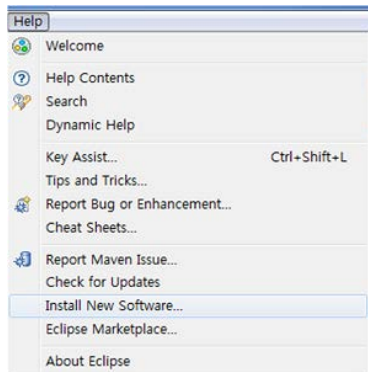 Help
Welcome
Help Contents
Search
Dynamic Help
Key Assist... Ctrl+Shift+L
Tips and Tricks...
Report Bug or Enhancement...
Cheat Sheets...
Report Maven Issue...
Check for Updates
Install New Software...
Eclipse Marketplace...
About Eclipse